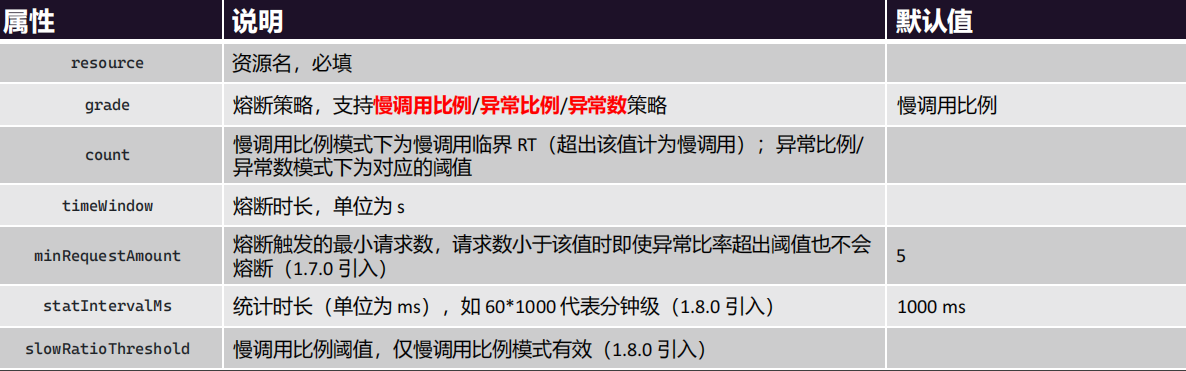 属性 说明 默认值
resource 资源名，必填
grade 熔断策略，支持慢调用比例/异常比例/异常数策略 慢调用比例
count 慢调用比例模式下为慢调用临界 RT（超出该值计为慢调用）；异常比例/
异常数模式下为对应的阈值
timeWindow 熔断时长，单位为 s
minRequestAmount 熔断触发的最小请求数，请求数小于该值时即使异常比率超出阈值也不会
熔断（1.7.0 引入） 5
statIntervalMs 统计时长（单位为 ms），如 60*1000 代表分钟级（1.8.0 引入） 1000 ms
slowRatioThreshold 慢调用比例阈值，仅慢调用比例模式有效（1.8.0 引入）